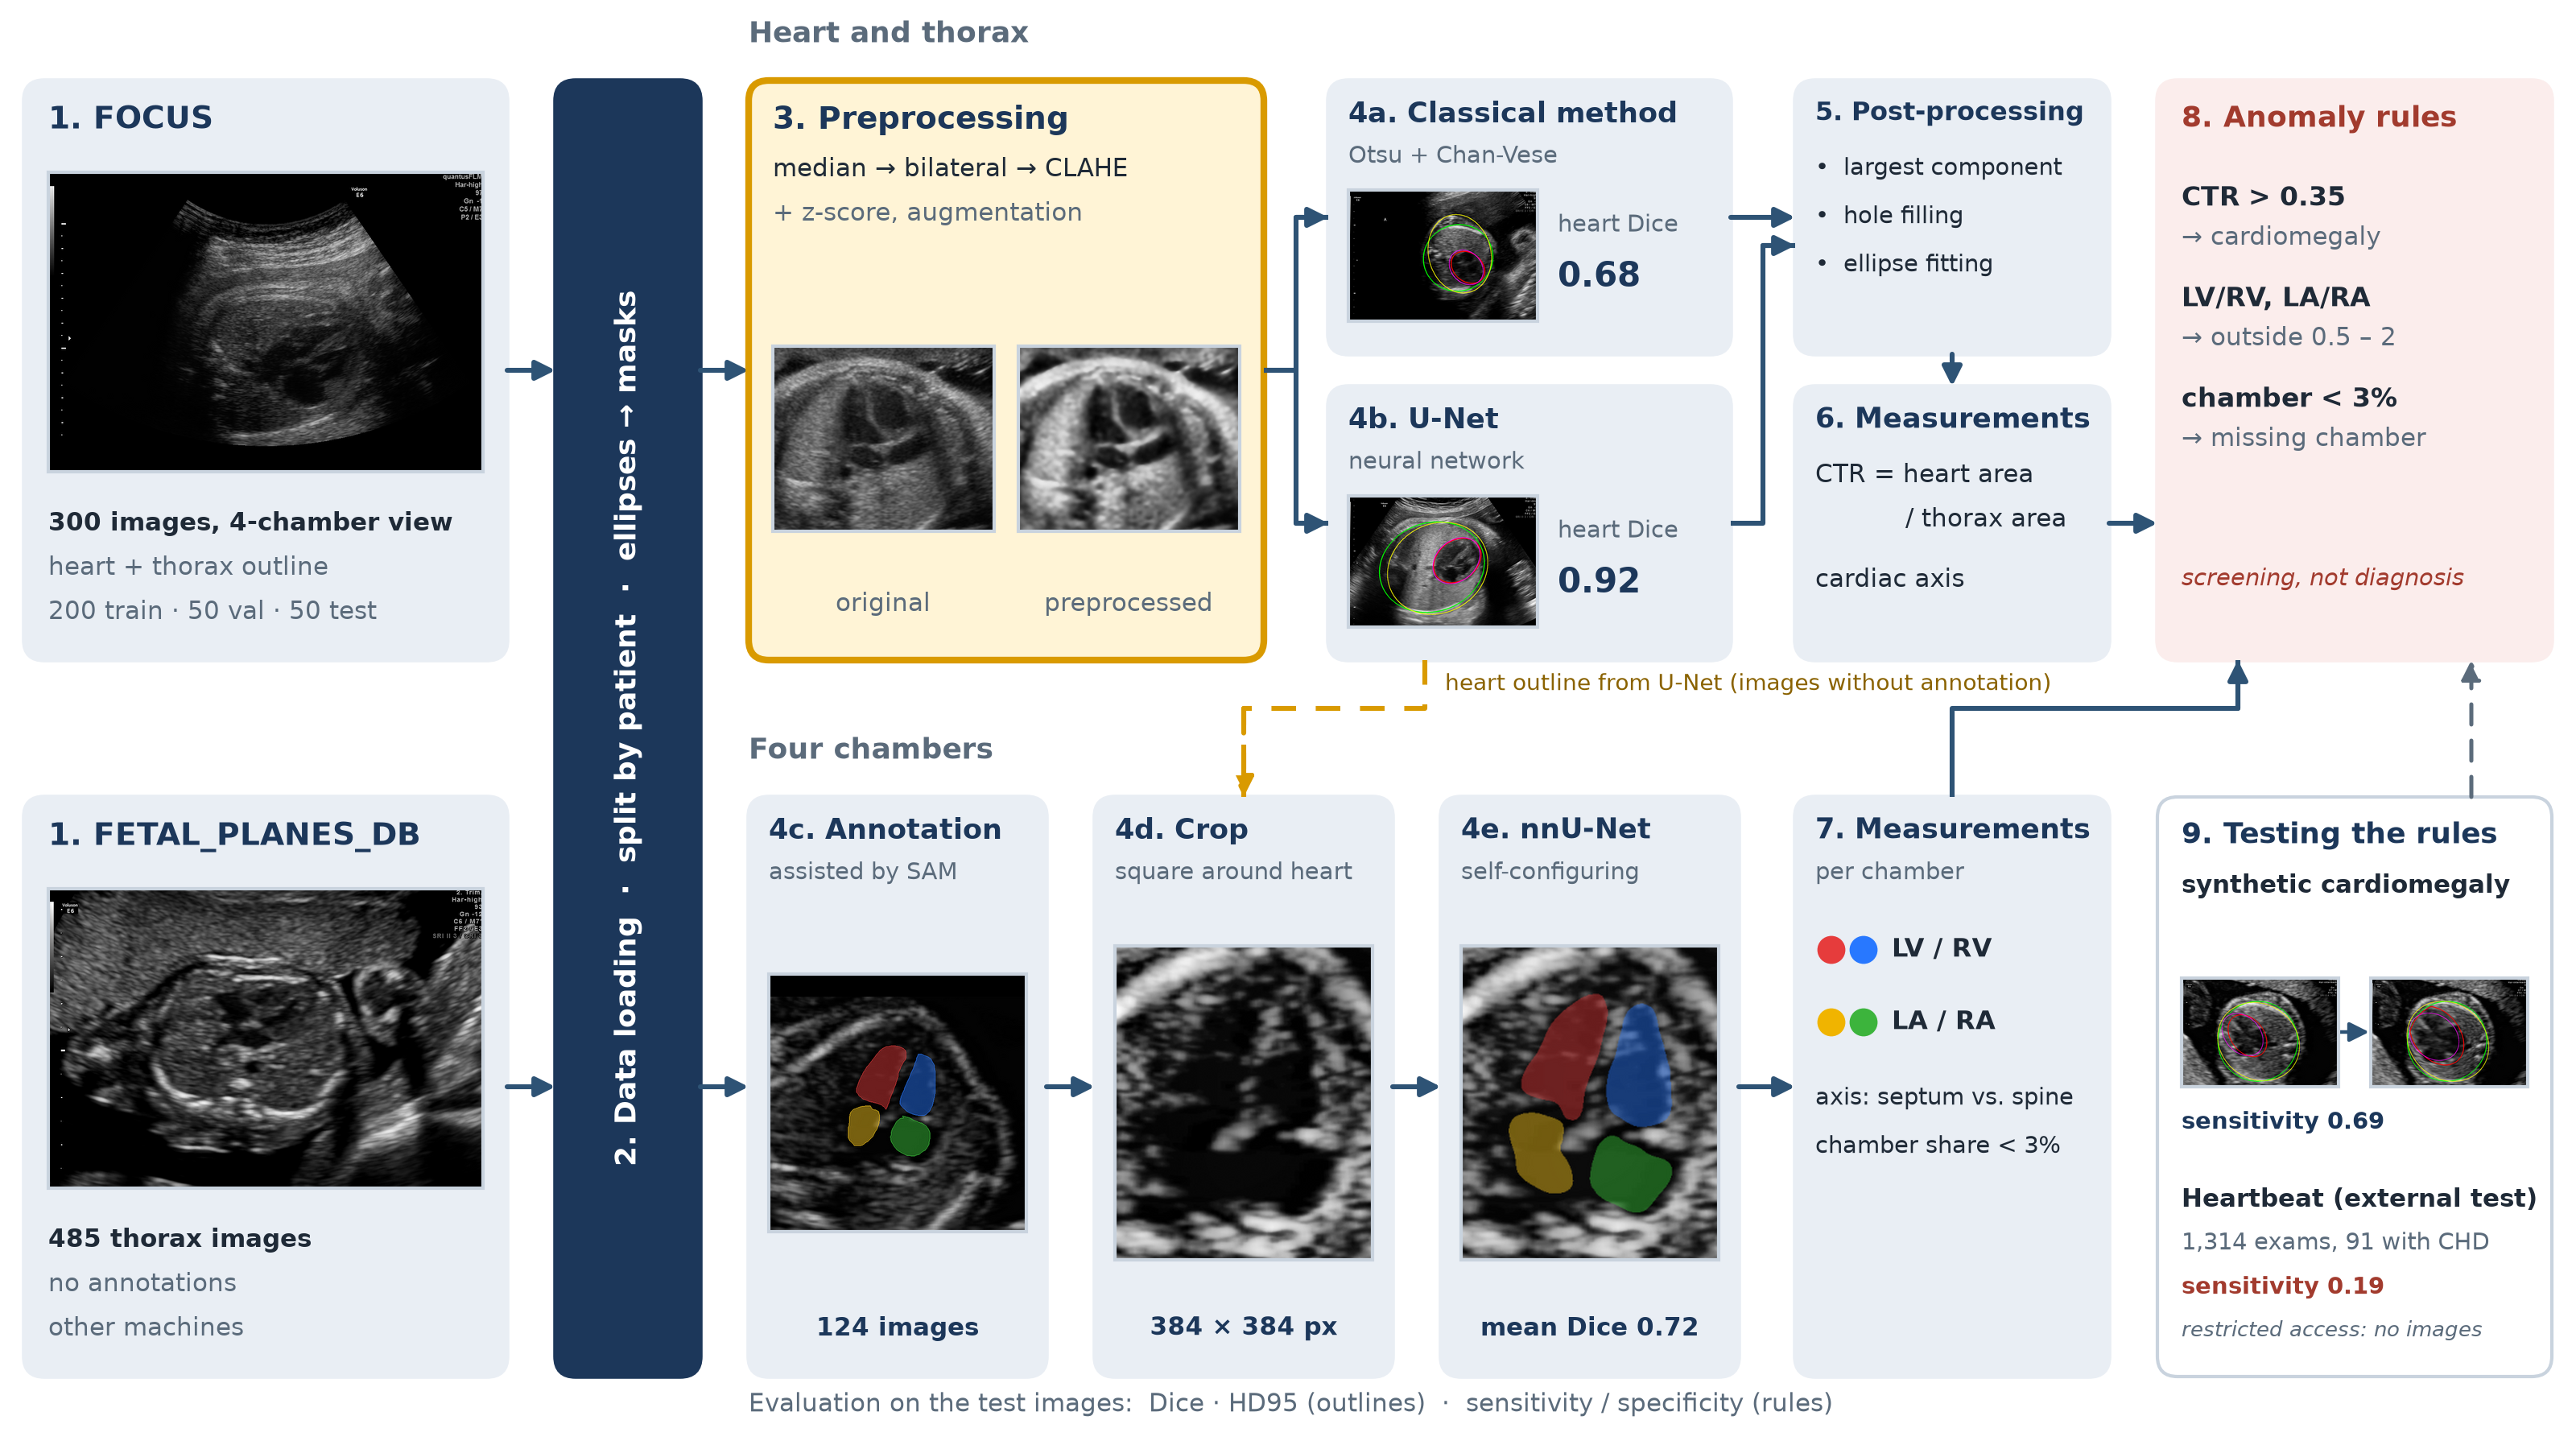 Heart and thorax
1. FOCUS
300 images, 4-chamber view
heart + thorax outline
200 train · 50 val · 50 test
1. FETAL_PLANES_DB
485 thorax images
no annotations
other machines
2. Data loading · split by patient · ellipses → masks
3. Preprocessing
median → bilateral → CLAHE
+ z-score, augmentation
original
preprocessed
4a. Classical method
Otsu + Chan-Vese
heart Dice
0.68
4b. U-Net
neural network
heart Dice
0.92
5. Post-processing
• largest component
• hole filling
• ellipse fitting
6. Measurements
CTR = heart area
/ thorax area
cardiac axis
8. Anomaly rules
CTR > 0.35
→ cardiomegaly
LV/RV, LA/RA
→ outside 0.5 – 2
chamber < 3%
→ missing chamber
screening, not diagnosis
heart outline from U-Net (images without annotation)
Four chambers
4c. Annotation
assisted by SAM
124 images
4d. Crop
square around heart
384 × 384 px
4e. nnU-Net
self-configuring
mean Dice 0.72
7. Measurements
per chamber
LV / RV
LA / RA
axis: septum vs. spine
chamber share < 3%
9. Testing the rules
synthetic cardiomegaly
sensitivity 0.69
Heartbeat (external test)
1,314 exams, 91 with CHD
sensitivity 0.19
restricted access: no images
Evaluation on the test images: Dice · HD95 (outlines) · sensitivity / specificity (rules)